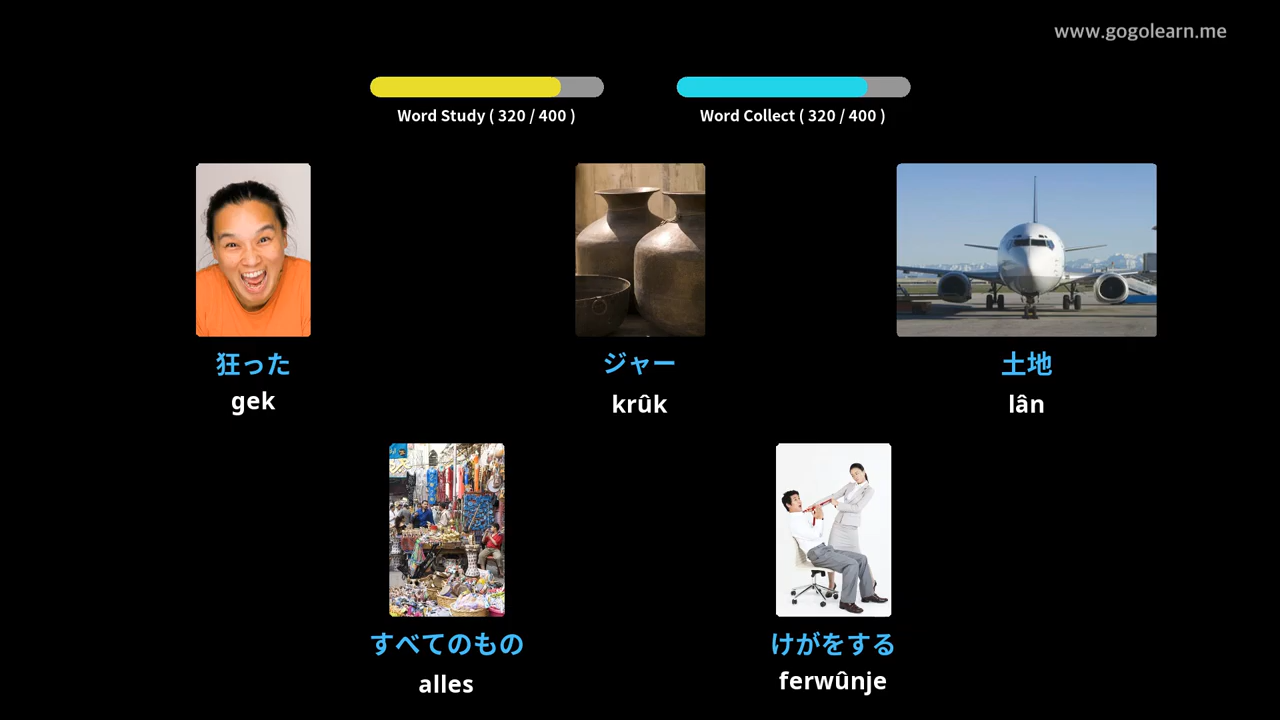 www.gogolearn.me
Word Study ( 320 / 400 )
Word Collect ( 320 / 400 )
狂った
gek
ジャー
krûk
土地
lân
すべてのもの
alles
けがをする
ferwûnje